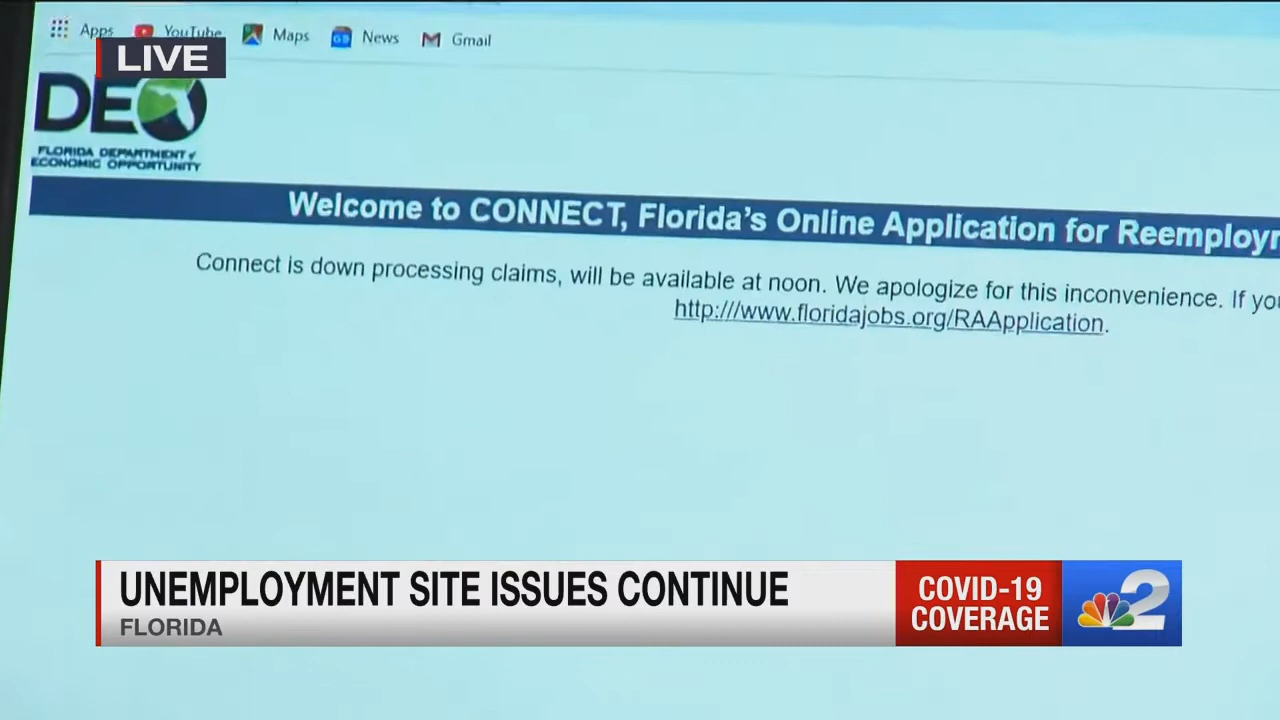 Apps YouTube Maps News Gmail
LIVE
DEO
FLORIDA DEPARTMENT of
ECONOMIC OPPORTUNITY
Welcome to CONNECT, Florida's Online Application for
Connect is down processing claims, will be available at noon. We apologize for this inconvenience. If
http:///www.floridajobs.org/RAApplication.
UNEMPLOYMENT SITE ISSUES CONTINUE
FLORIDA
COVID-19
COVERAGE
2